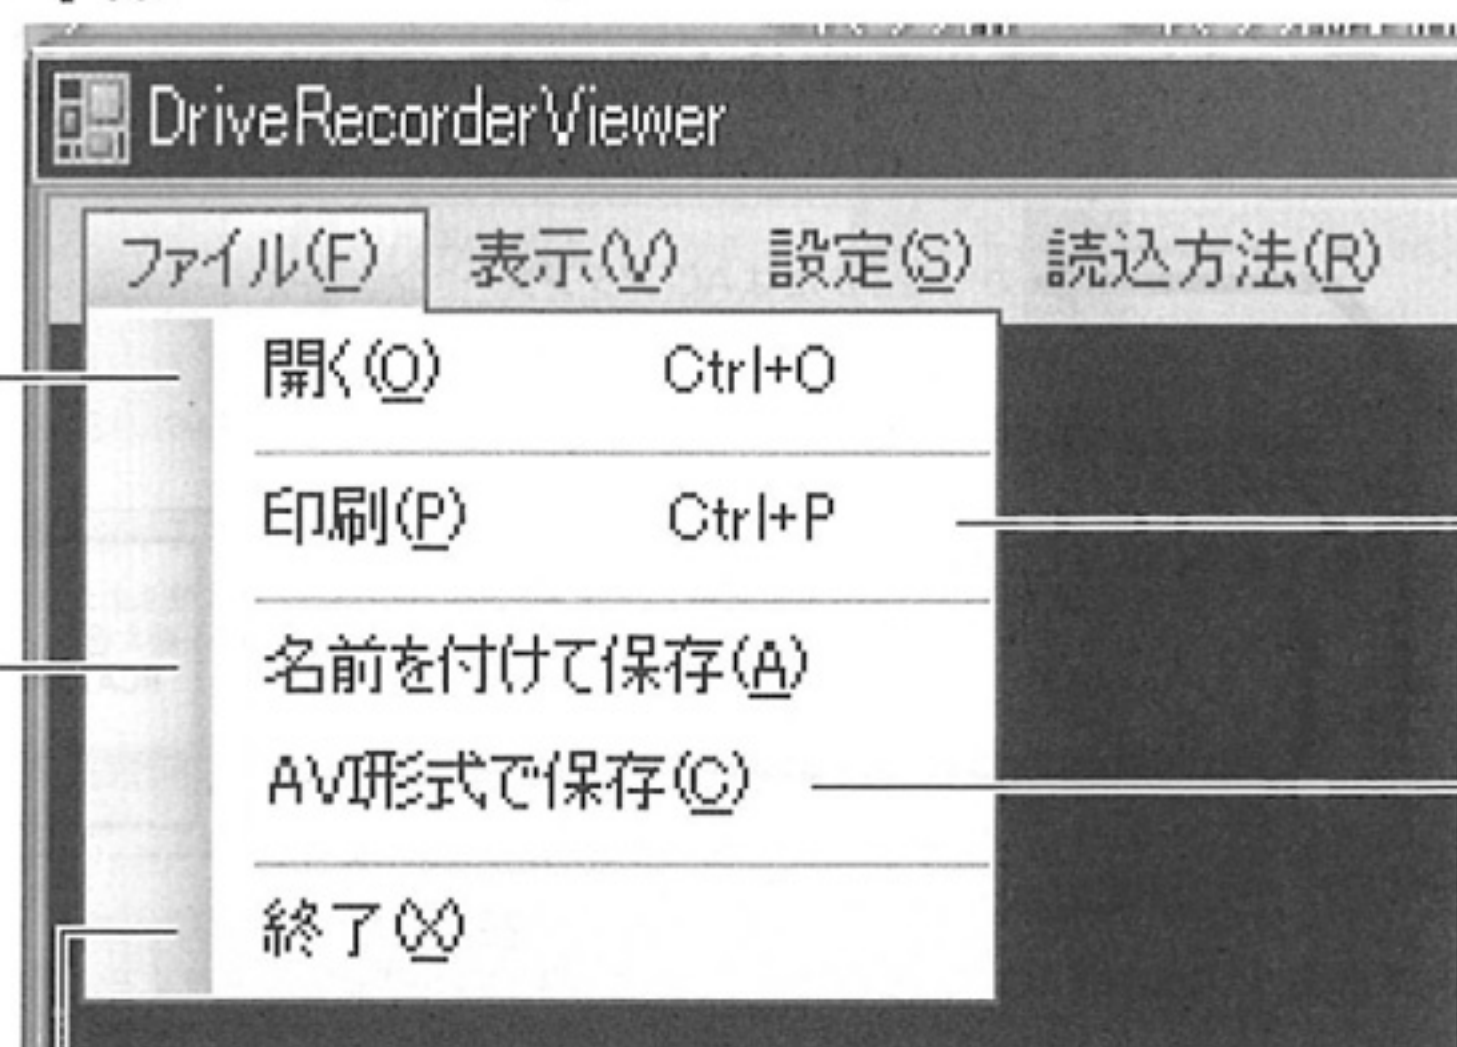 DriveRecorderViewer
ファイル(F) 表示(V) 設定(S) 読込方法(R)
開く(O) Ctrl+O
印刷(P) Ctrl+P
名前を付けて保存(A)
AVI形式で保存(C)
終了(X)